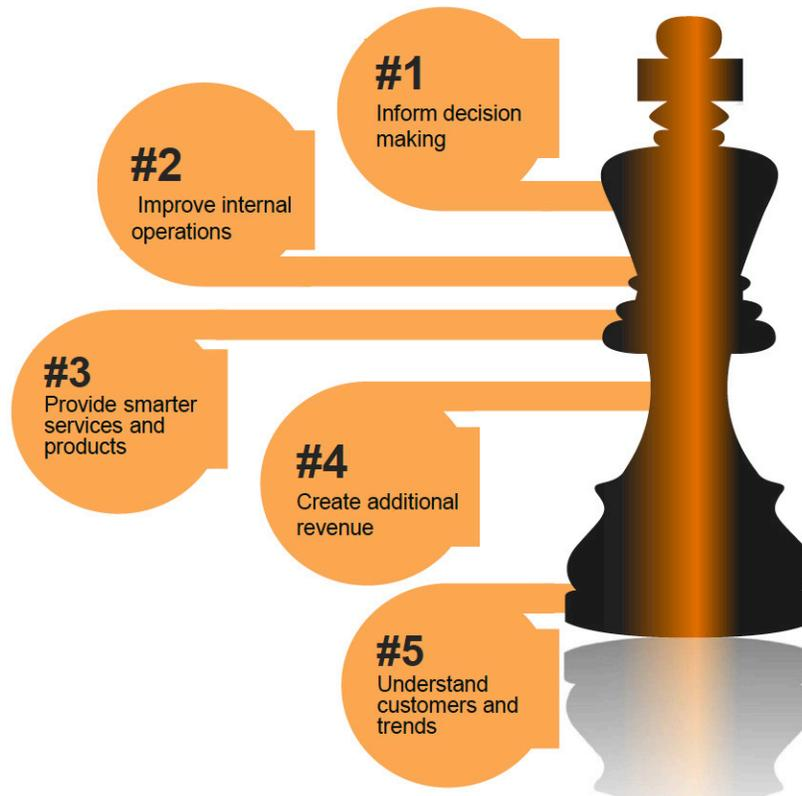 #1
Inform decision
making
#2
Improve internal
operations
#3
Provide smarter
services and
products
#4
Create additional
revenue
#5
Understand
customers and
trends